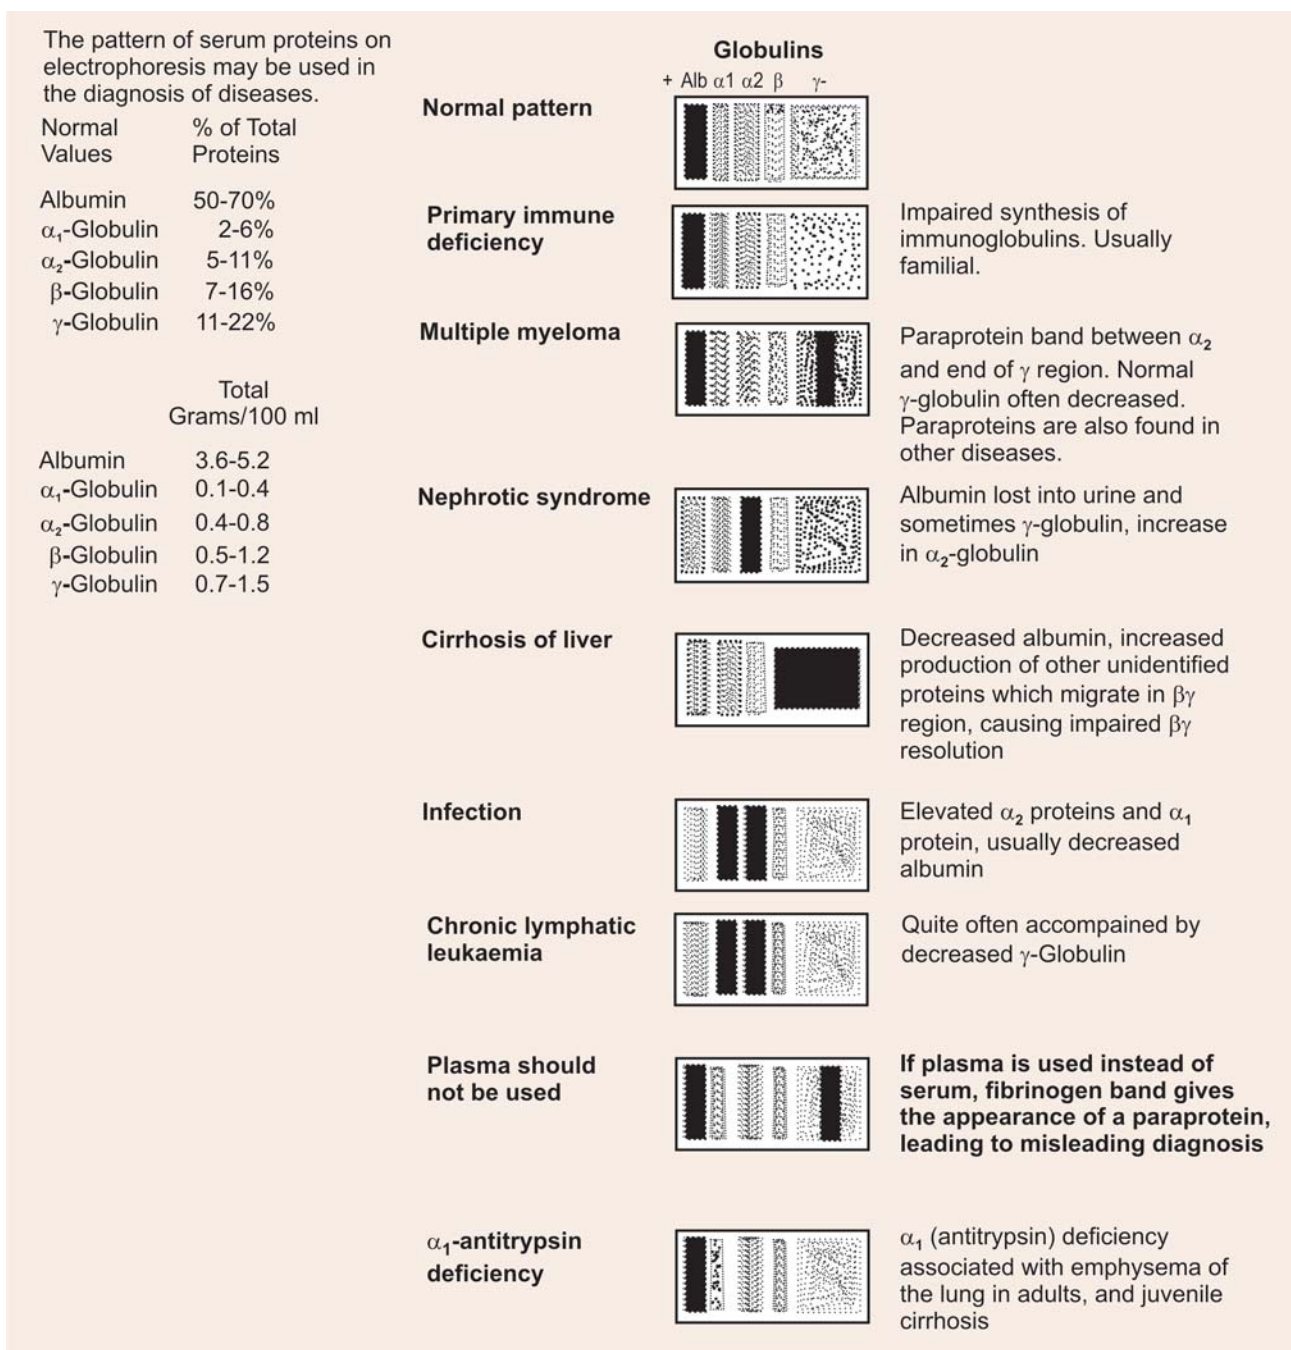 The pattern of serum proteins on
electrophoresis may be used in
the diagnosis of diseases.
Normal Values % of Total Proteins
Albumin 50-70%
α₁-Globulin 2-6%
α₂-Globulin 5-11%
β-Globulin 7-16%
γ-Globulin 11-22%
Total
Grams/100 ml
Albumin 3.6-5.2
α₁-Globulin 0.1-0.4
α₂-Globulin 0.4-0.8
β-Globulin 0.5-1.2
γ-Globulin 0.7-1.5
Globulins
+ Alb α1 α2 β γ-
Normal pattern
Primary immune
deficiency
Impaired synthesis of
immunoglobulins. Usually
familial.
Multiple myeloma
Paraprotein band between α₂
and end of γ region. Normal
γ-globulin often decreased.
Paraproteins are also found in
other diseases.
Nephrotic syndrome
Albumin lost into urine and
sometimes γ-globulin, increase
in α₂-globulin
Cirrhosis of liver
Decreased albumin, increased
production of other unidentified
proteins which migrate in βγ
region, causing impaired βγ
resolution
Infection
Elevated α₂ proteins and α₁
protein, usually decreased
albumin
Chronic lymphatic
leukaemia
Quite often accompained by
decreased γ-Globulin
Plasma should
not be used
If plasma is used instead of
serum, fibrinogen band gives
the appearance of a paraprotein,
leading to misleading diagnosis
α₁-antitrypsin
deficiency
α₁ (antitrypsin) deficiency
associated with emphysema of
the lung in adults, and juvenile
cirrhosis